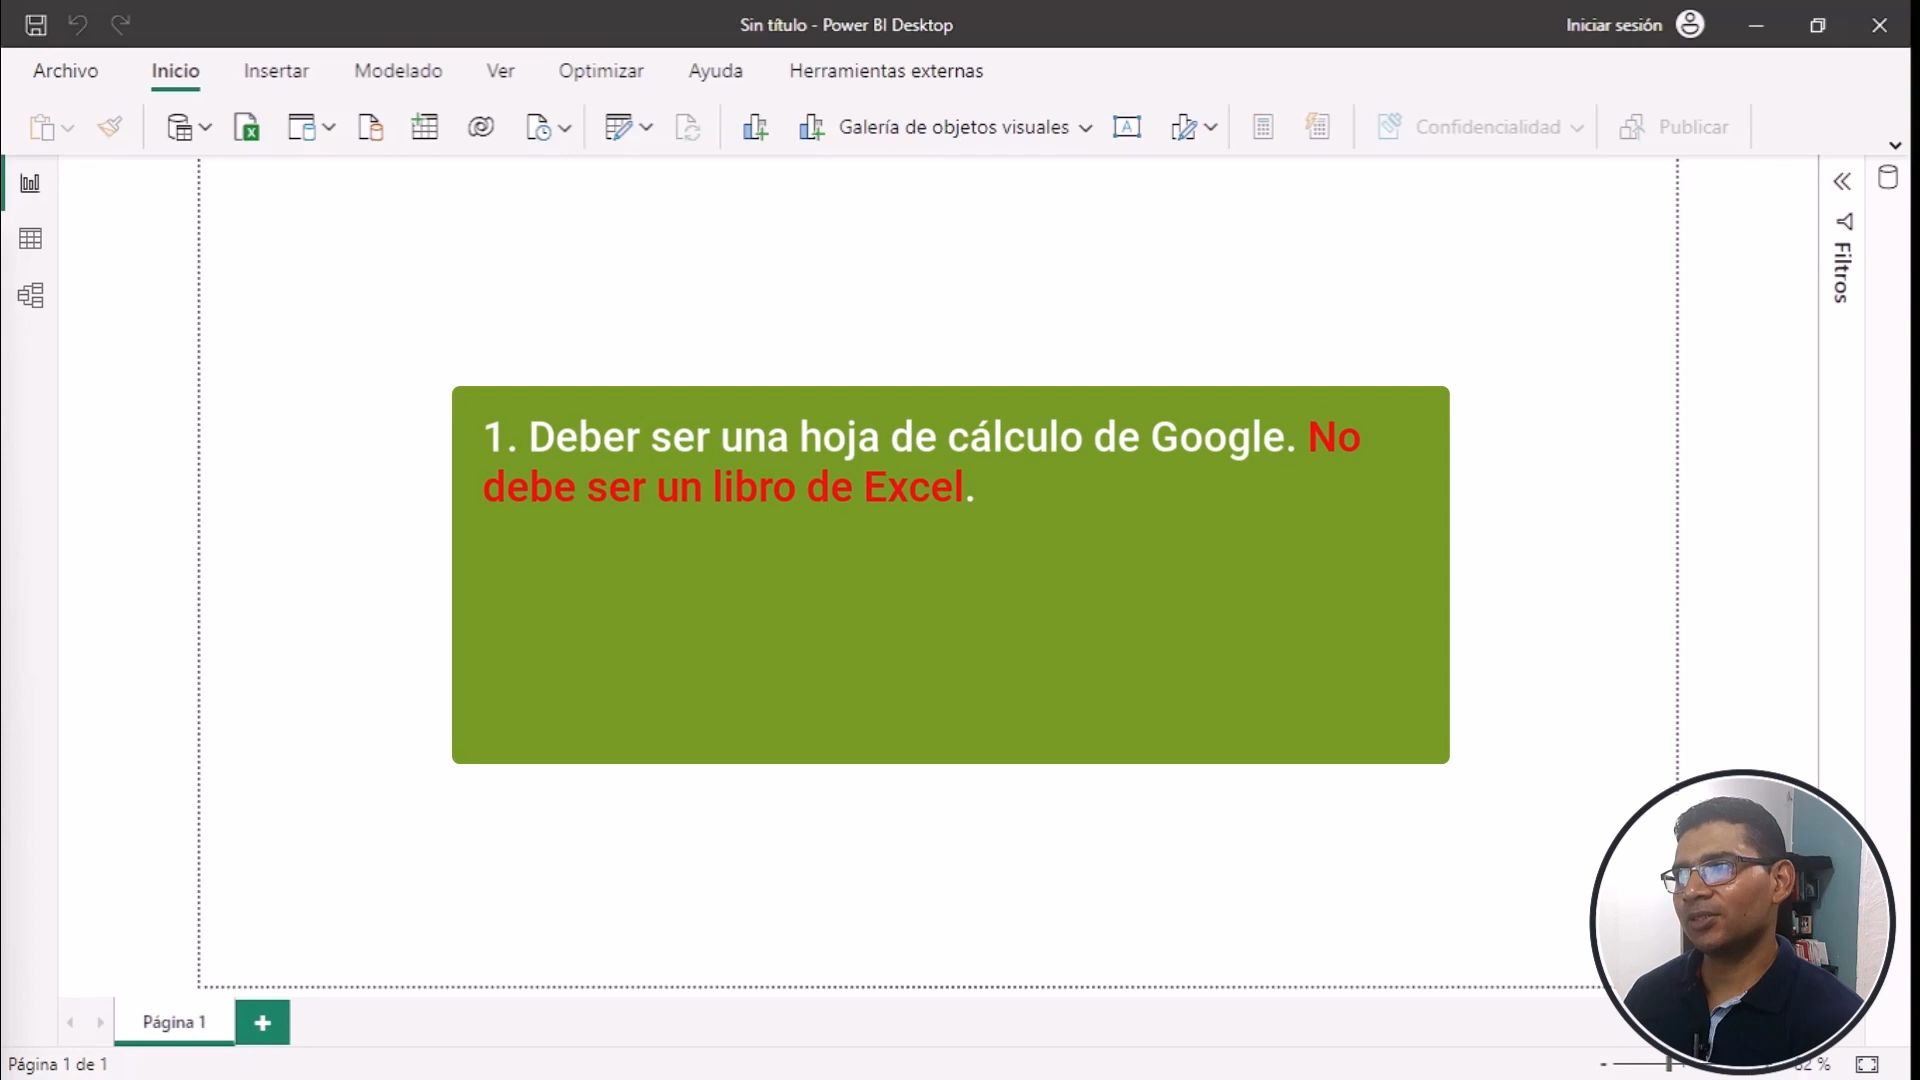 Sin título - Power BI Desktop
Iniciar sesión
Archivo Inicio Insertar Modelado Ver Optimizar Ayuda Herramientas externas
Galería de objetos visuales
Confidencialidad
Publicar
Filtros
1. Deber ser una hoja de cálculo de Google. No
debe ser un libro de Excel.
Página 1
Página 1 de 1